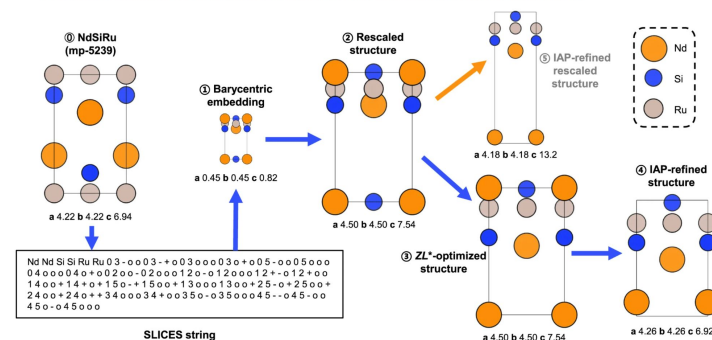 ⓪ NdSiRu
(mp-5239)
a 4.22 b 4.22 c 6.94
① Barycentric
embedding
a 0.45 b 0.45 c 0.82
② Rescaled
structure
a 4.50 b 4.50 c 7.54
⑤ IAP-refined
rescaled
structure
a 4.18 b 4.18 c 13.2
Nd
Si
Ru
③ ZL*-optimized
structure
a 4.50 b 4.50 c 7.54
④ IAP-refined
structure
a 4.26 b 4.26 c 6.92
Nd Nd Si Si Ru Ru 0 3 - o o 0 3 - + o 0 3 o o o 0 3 o + o 0 5 - o o 0 5 o o o
0 4 o o o 0 4 o + o 0 2 o o - 0 2 o o o 1 2 o - o 1 2 o o o 1 2 + - o 1 2 + o o
1 4 o o + 1 4 + o + 1 5 o - + 1 5 o o + 1 3 o o o 1 3 o o + 2 5 - o + 2 5 o o +
2 4 o o + 2 4 o + + 3 4 o o o 3 4 + o o 3 5 o - o 3 5 o o o 4 5 - - o 4 5 - o o
4 5 o - o 4 5 o o o
SLICES string